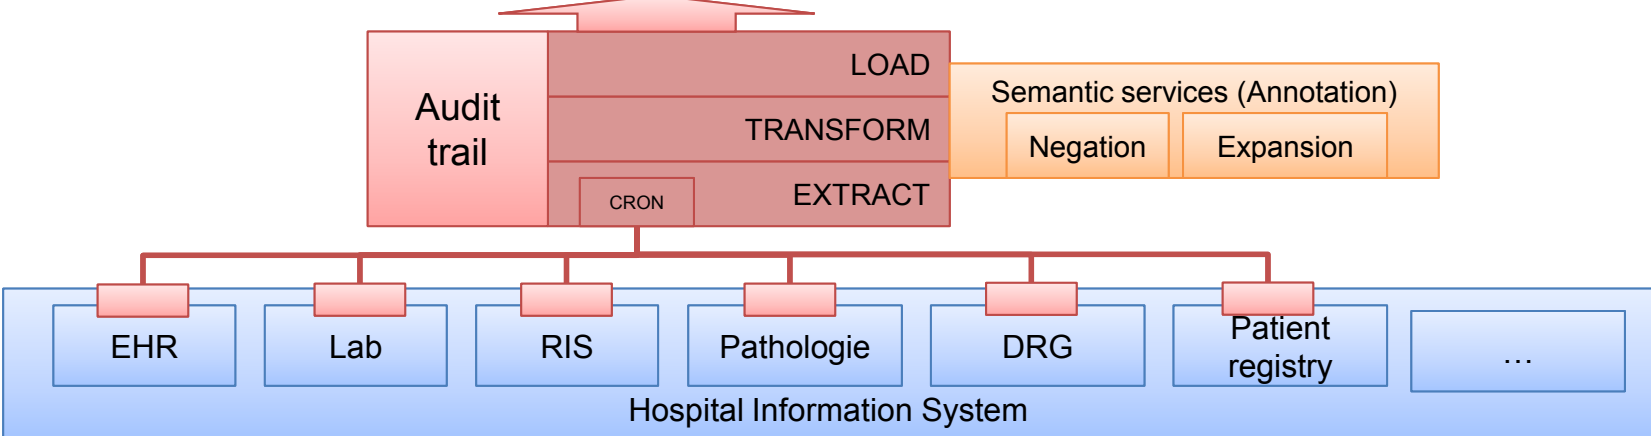 LOAD
Audit
trail
TRANSFORM
EXTRACT
CRON
Semantic services (Annotation)
Negation
Expansion
EHR
Lab
RIS
Pathologie
DRG
Patient
registry
...
Hospital Information System